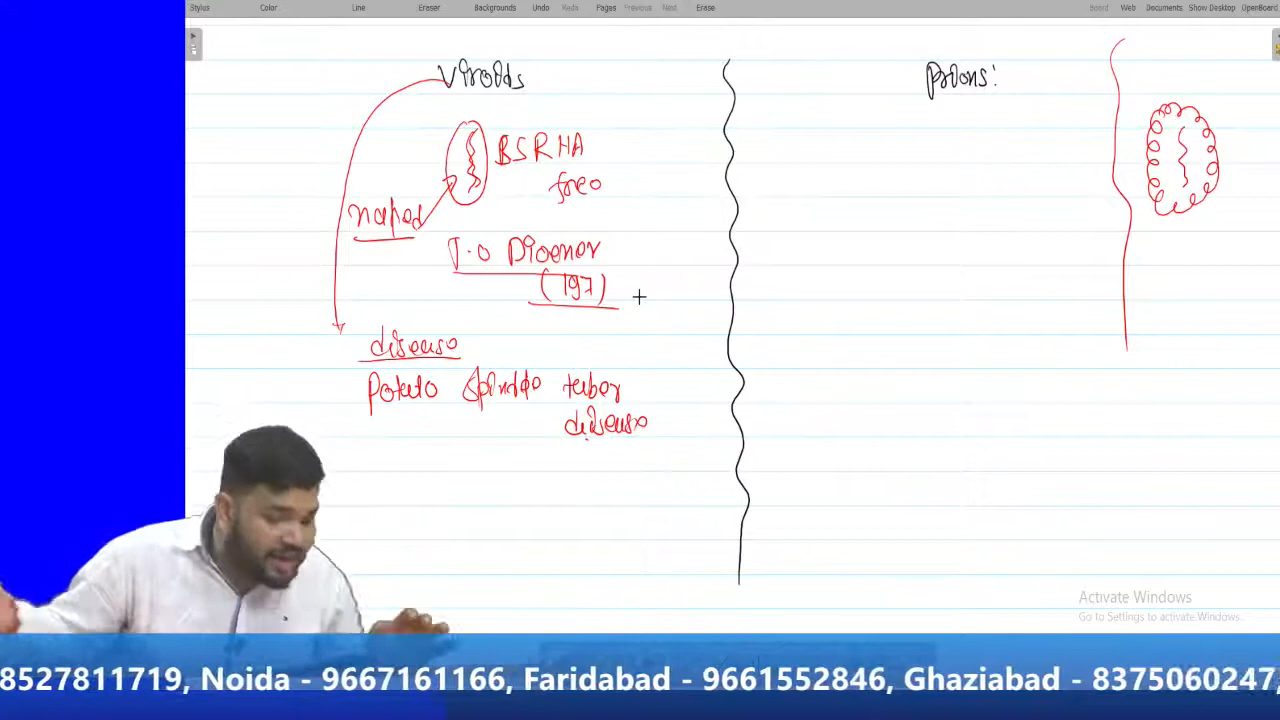 Stylus Color Line Eraser Backgrounds Undo Redo Pages Previous Next Erase Board Web Documents Show Desktop OpenBoard
Viroids
Prions:
SRNA
free
naked
T.O Diener
(197)
disease
Potato spindle tuber
disease
Activate Windows
Go to Settings to activate Windows.
8527811719, Noida - 9667161166, Faridabad - 9661552846, Ghaziabad - 8375060247,